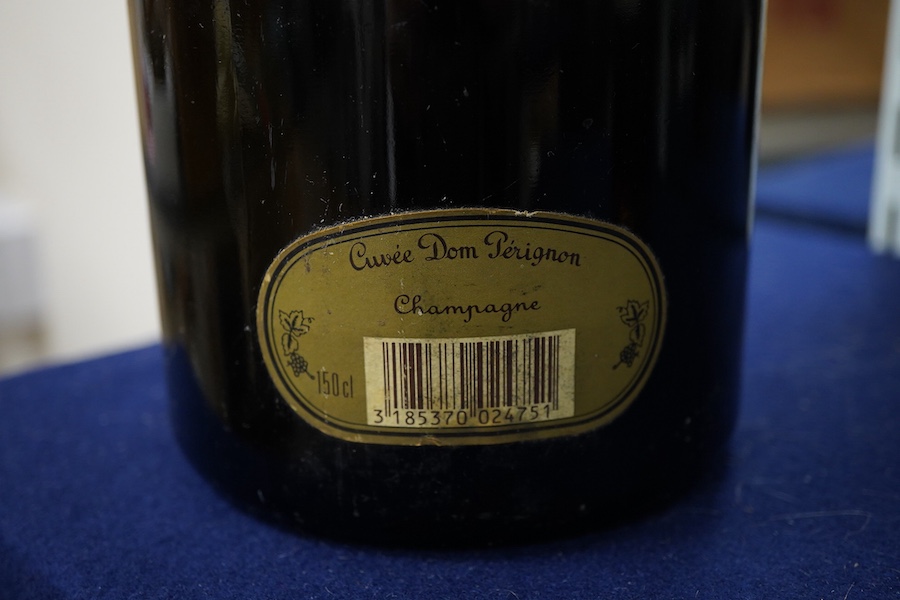 Cuvée Dom Pérignon
Champagne
150 cl
3 185370 024751